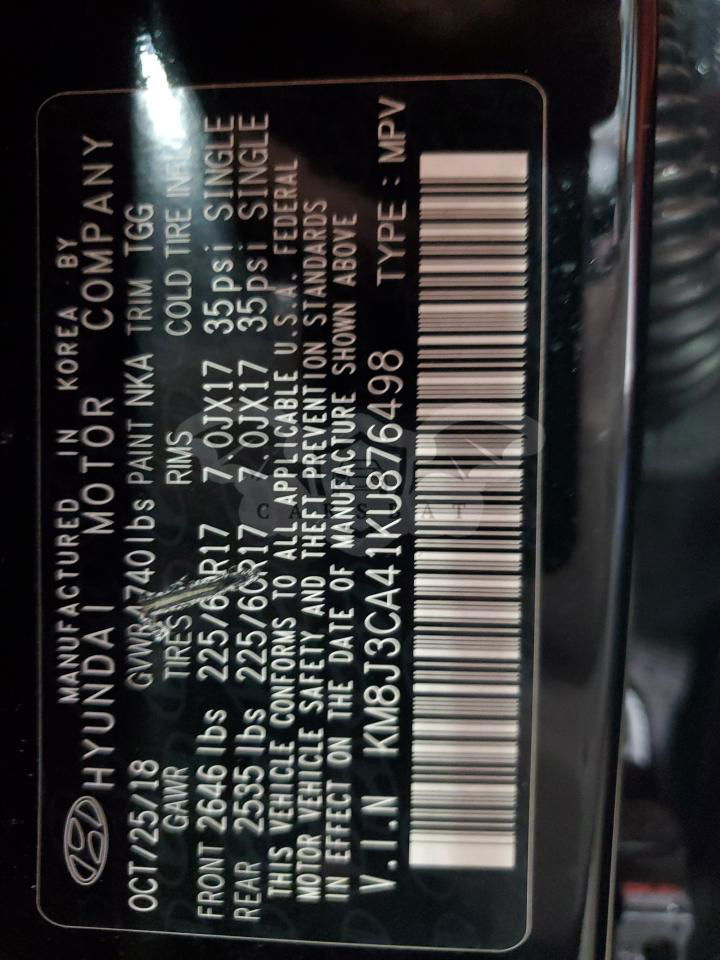 MANUFACTURED IN KOREA BY
HYUNDAI MOTOR COMPANY
OCT/25/18 GVWR 4740lbs PAINT NKA TRIM TGG
GAWR TIRES RIMS COLD TIRE
FRONT 2646 lbs 225/60R17 7.0JX17 35psi SINGLE
REAR 2535 lbs 225/60R17 7.0JX17 35psi SINGLE
THIS VEHICLE CONFORMS TO ALL APPLICABLE U.S.A. FEDERAL
MOTOR VEHICLE SAFETY AND THEFT PREVENTION STANDARDS
IN EFFECT ON THE DATE OF MANUFACTURE SHOWN ABOVE
V.I.N KM8J3CA41KU876498 TYPE : MPV
CARSBAT